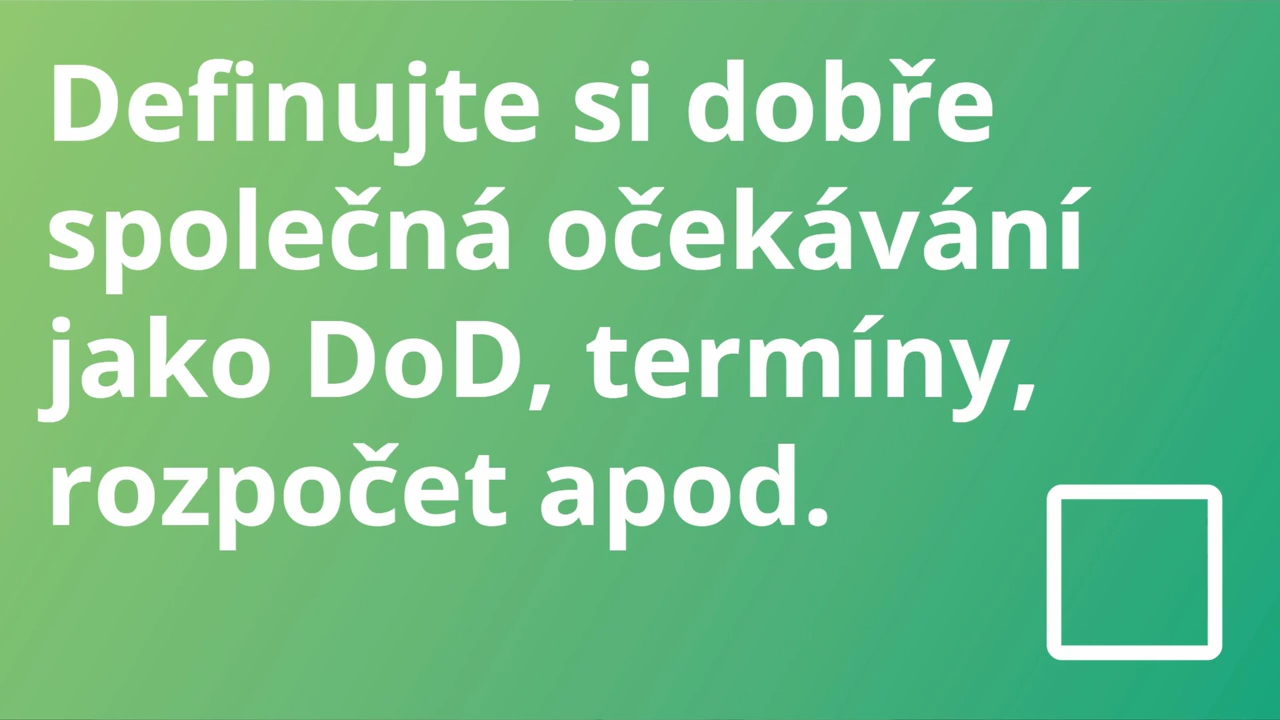 Definujte si dobře
společná očekávání
jako DoD, termíny,
rozpočet apod.